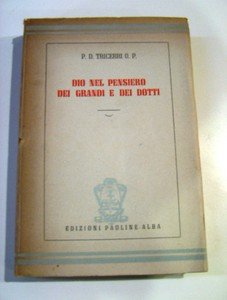 P. D. TRICERRI O. P.
DIO NEL PENSIERO
DEI GRANDI E DEI DOTTI
EDIZIONI PAOLINE - ALBA